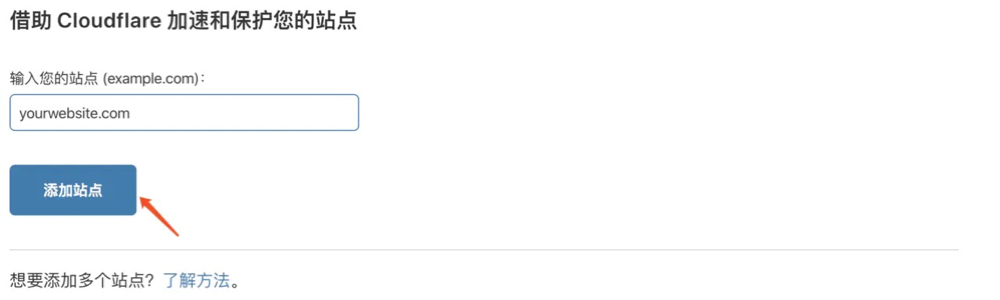 借助 Cloudflare 加速和保护您的站点
输入您的站点 (example.com)：
yourwebsite.com
添加站点
想要添加多个站点？了解方法。